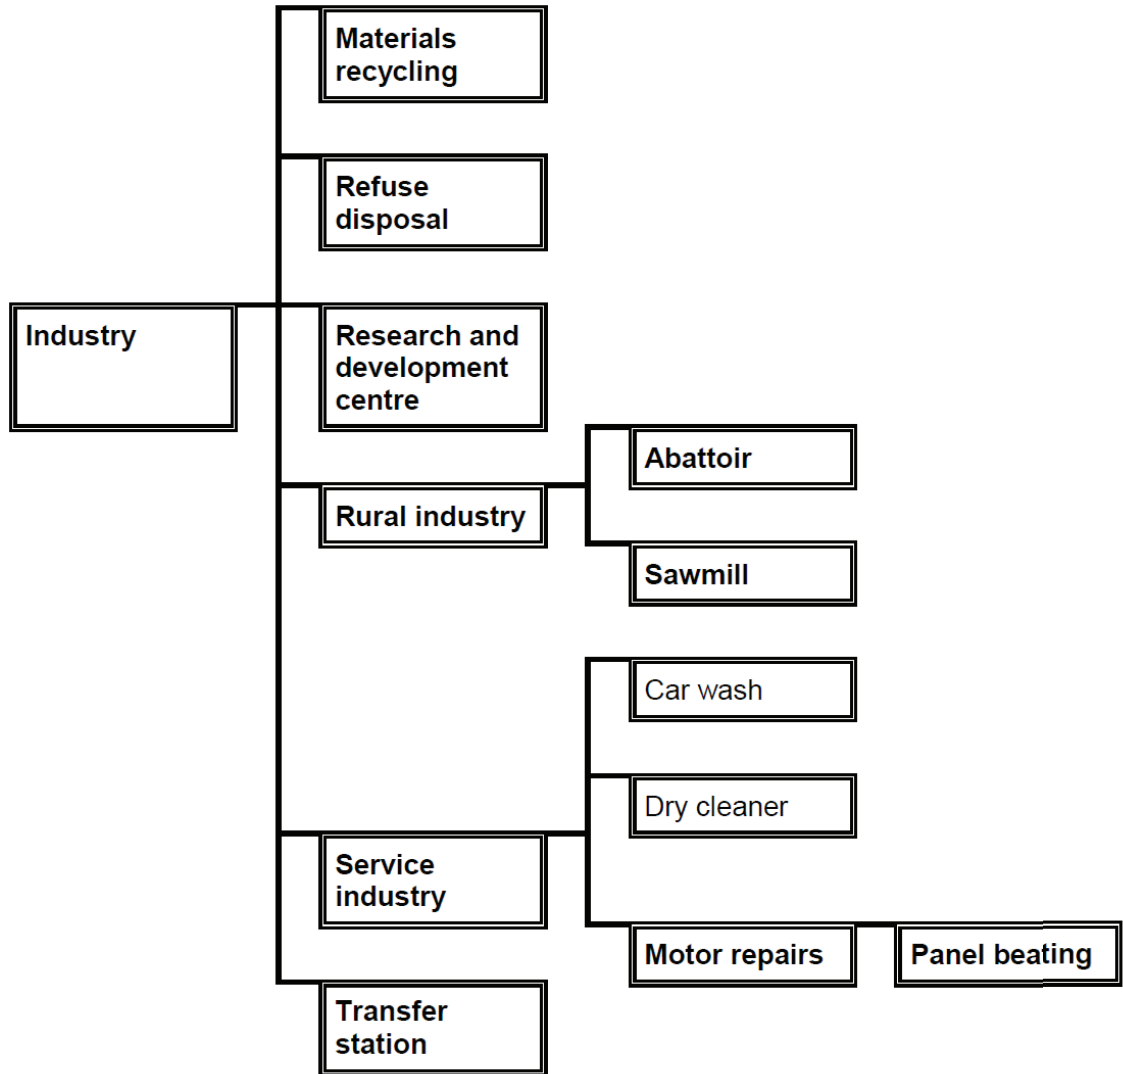 Materials
recycling
Refuse
disposal
Industry
Research and
development
centre
Abattoir
Rural industry
Sawmill
Car wash
Dry cleaner
Service
industry
Motor repairs
Panel beating
Transfer
station